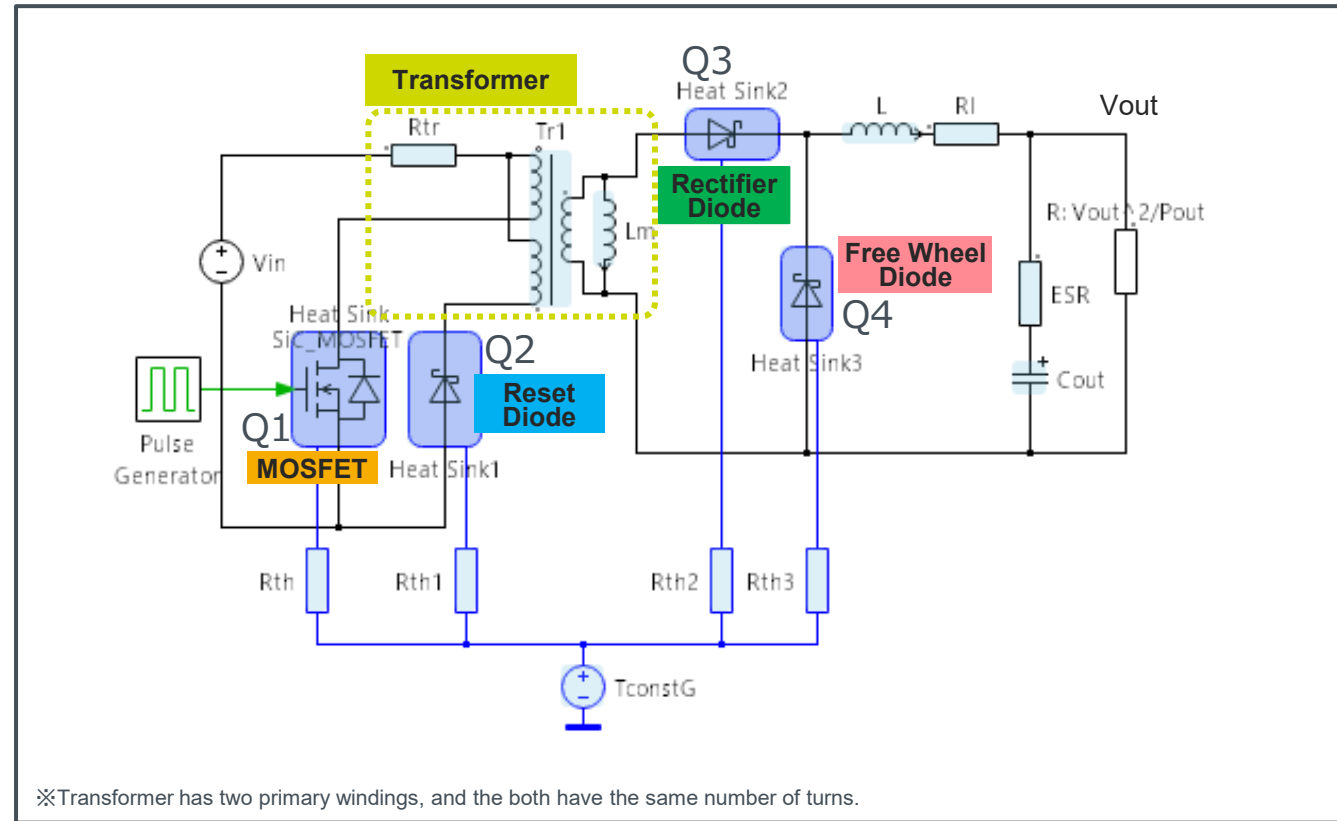 Q3
Heat Sink2
Transformer
Rtr
Tr1
L
Rl
Vout
Rectifier
Diode
R: Vout^2/Pout
Lm
Vin
Free Wheel
Diode
ESR
Q4
Heat Sink
SiC_MOSFET
Q2
Heat Sink3
Cout
Reset
Diode
Q1
Pulse
Generator
MOSFET
Heat Sink1
Rth
Rth1
Rth2
Rth3
TconstG
※Transformer has two primary windings, and the both have the same number of turns.